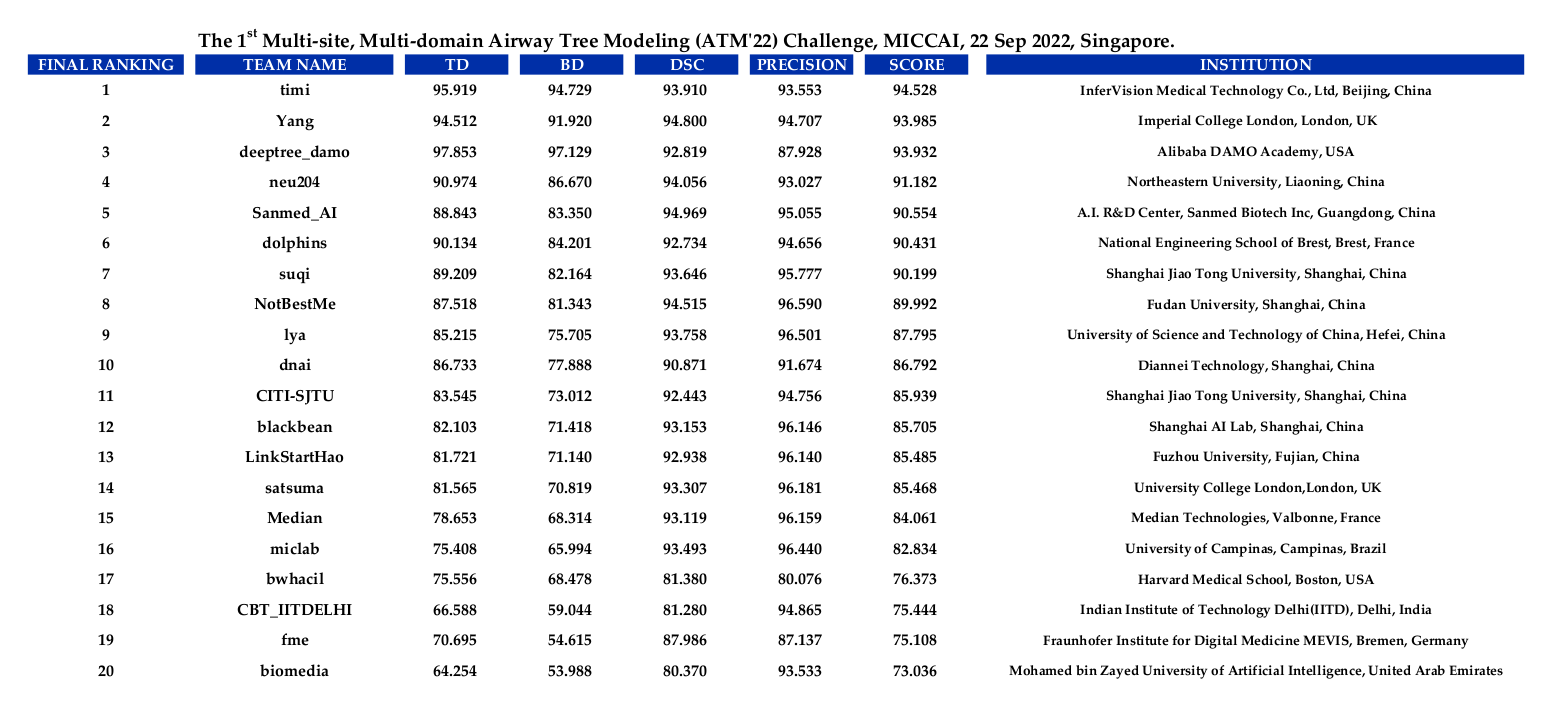 The 1st Multi-site, Multi-domain Airway Tree Modeling (ATM'22) Challenge, MICCAI, 22 Sep 2022, Singapore.
FINAL RANKING TEAM NAME TD BD DSC PRECISION SCORE INSTITUTION
1 timi 95.919 94.729 93.910 93.553 94.528 InferVision Medical Technology Co., Ltd, Beijing, China
2 Yang 94.512 91.920 94.800 94.707 93.985 Imperial College London, London, UK
3 deeptree_damo 97.853 97.129 92.819 87.928 93.932 Alibaba DAMO Academy, USA
4 neu204 90.974 86.670 94.056 93.027 91.182 Northeastern University, Liaoning, China
5 Sanmed_AI 88.843 83.350 94.969 95.055 90.554 A.I. R&D Center, Sanmed Biotech Inc, Guangdong, China
6 dolphins 90.134 84.201 92.734 94.656 90.431 National Engineering School of Brest, Brest, France
7 suqi 89.209 82.164 93.646 95.777 90.199 Shanghai Jiao Tong University, Shanghai, China
8 NotBestMe 87.518 81.343 94.515 96.590 89.992 Fudan University, Shanghai, China
9 lya 85.215 75.705 93.758 96.501 87.795 University of Science and Technology of China, Hefei, China
10 dnai 86.733 77.888 90.871 91.674 86.792 Diannei Technology, Shanghai, China
11 CITI-SJTU 83.545 73.012 92.443 94.756 85.939 Shanghai Jiao Tong University, Shanghai, China
12 blackbean 82.103 71.418 93.153 96.146 85.705 Shanghai AI Lab, Shanghai, China
13 LinkStartHao 81.721 71.140 92.938 96.140 85.485 Fuzhou University, Fujian, China
14 satsuma 81.565 70.819 93.307 96.181 85.468 University College London,London, UK
15 Median 78.653 68.314 93.119 96.159 84.061 Median Technologies, Valbonne, France
16 miclab 75.408 65.994 93.493 96.440 82.834 University of Campinas, Campinas, Brazil
17 bwhacil 75.556 68.478 81.380 80.076 76.373 Harvard Medical School, Boston, USA
18 CBT_IITDELHI 66.588 59.044 81.280 94.865 75.444 Indian Institute of Technology Delhi(IITD), Delhi, India
19 fme 70.695 54.615 87.986 87.137 75.108 Fraunhofer Institute for Digital Medicine MEVIS, Bremen, Germany
20 biomedia 64.254 53.988 80.370 93.533 73.036 Mohamed bin Zayed University of Artificial Intelligence, United Arab Emirates